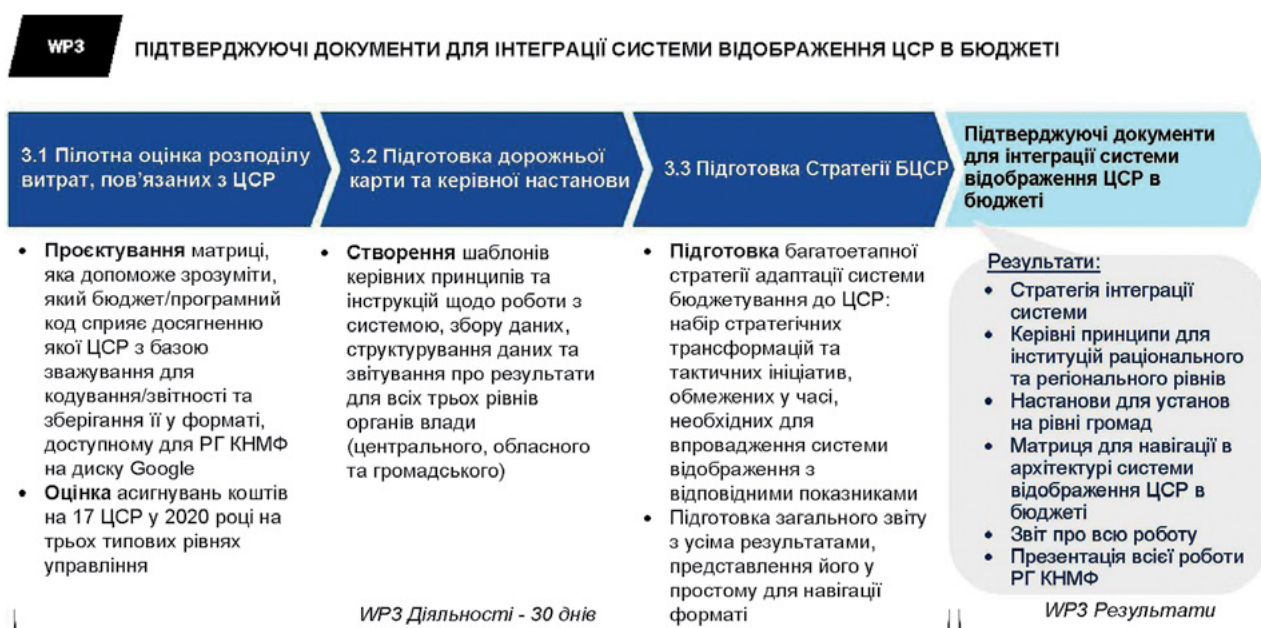 WP3
ПІДТВЕРДЖУЮЧІ ДОКУМЕНТИ ДЛЯ ІНТЕГРАЦІЇ СИСТЕМИ ВІДОБРАЖЕННЯ ЦСР В БЮДЖЕТІ
3.1 Пілотна оцінка розподілу
витрат, пов'язаних з ЦСР
3.2 Підготовка дорожньої
карти та керівної настанови
3.3 Підготовка Стратегії БЦСР
Підтверджуючі документи
для інтеграції системи
відображення ЦСР в
бюджеті
• Проєктування матриці,
яка допоможе зрозуміти,
який бюджет/програмний
код сприяє досягненню
якої ЦСР з базою
зважування для
кодування/звітності та
зберігання її у форматі,
доступному для РГ КНМФ
на диску Google
• Оцінка асигнувань коштів
на 17 ЦСР у 2020 році на
трьох типових рівнях
управління
• Створення шаблонів
керівних принципів та
інструкцій щодо роботи з
системою, збору даних,
структурування даних та
звітування про результати
для всіх трьох рівнів
органів влади
(центрального, обласного
та громадського)
• Підготовка багатоетапної
стратегії адаптації системи
бюджетування до ЦСР:
набір стратегічних
трансформацій та
тактичних ініціатив,
обмежених у часі,
необхідних для
впровадження системи
відображення з
відповідними показниками
• Підготовка загального звіту
з усіма результатами,
представлення його у
простому для навігації
форматі
Результати:
• Стратегія інтеграції
системи
• Керівні принципи для
інституцій раціонального
та регіонального рівнів
• Настанови для установ
на рівні громад
• Матриця для навігації в
архітектурі системи
відображення ЦСР в
бюджеті
• Звіт про всю роботу
• Презентація всієї роботи
РГ КНМФ
WP3 Діяльності - 30 днів
WP3 Результати